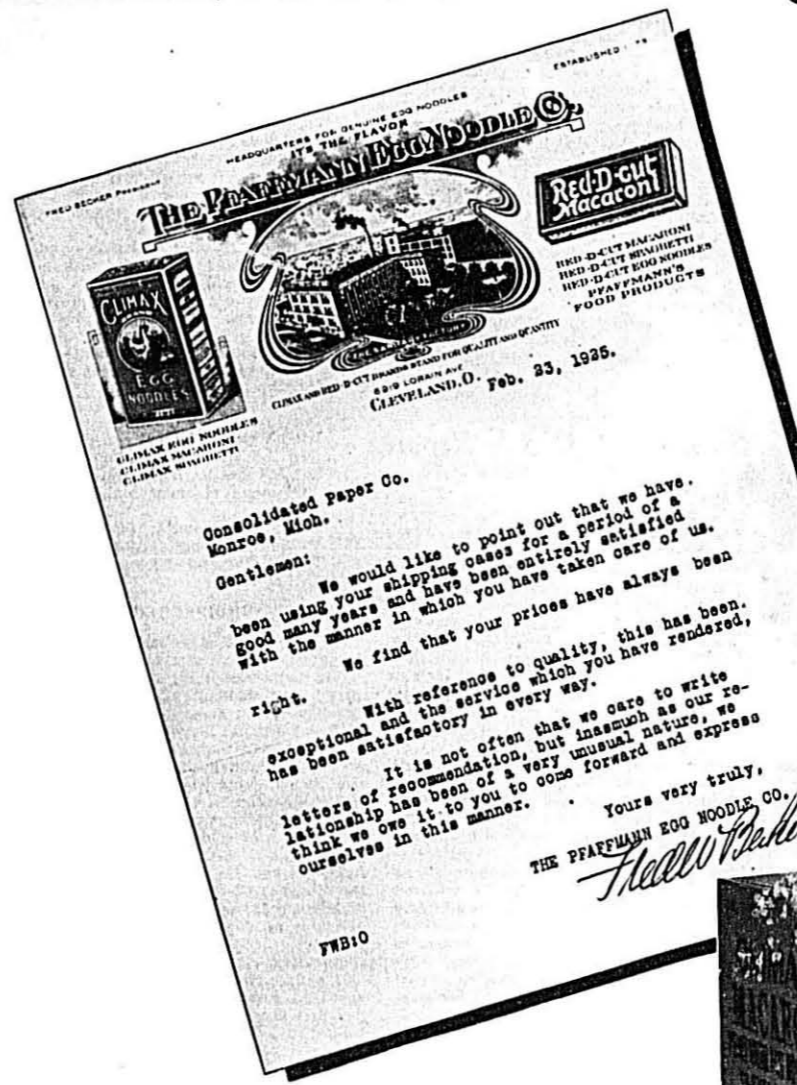 HEADQUARTERS FOR GENUINE EGG NOODLES
ESTABLISHED
IT'S THE FLAVOR
FRED BECKER President
THE PFAFFMANN EGG NOODLE CO.
CLIMAX
EGG
NOODLES
Red-D-cut
Macaroni
RED-D-CUT MACARONI
RED-D-CUT SPAGHETTI
RED-D-CUT EGG NOODLES
PFAFFMANN'S
FOOD PRODUCTS
CLIMAX EGG NOODLES
CLIMAX MACARONI
CLIMAX SPAGHETTI
CLIMAX AND RED-D-CUT BRANDS STAND FOR QUALITY AND QUANTITY
6919 LORAIN AVE
CLEVELAND, O. Feb. 23, 1925.
Consolidated Paper Co.
Monroe, Mich.
Gentlemen:
We would like to point out that we have.
been using your shipping cases for a period of a
good many years and have been entirely satisfied
with the manner in which you have taken care of us.
We find that your prices have always been
right.
With reference to quality, this has been.
exceptional and the service which you have rendered,
has been satisfactory in every way.
It is not often that we care to write
letters of recommendation, but inasmuch as our re-
lationship has been of a very unusual nature, we
think we owe it to you to come forward and express
ourselves in this manner.
Yours very truly,
THE PFAFFMANN EGG NOODLE CO.
FWB:O